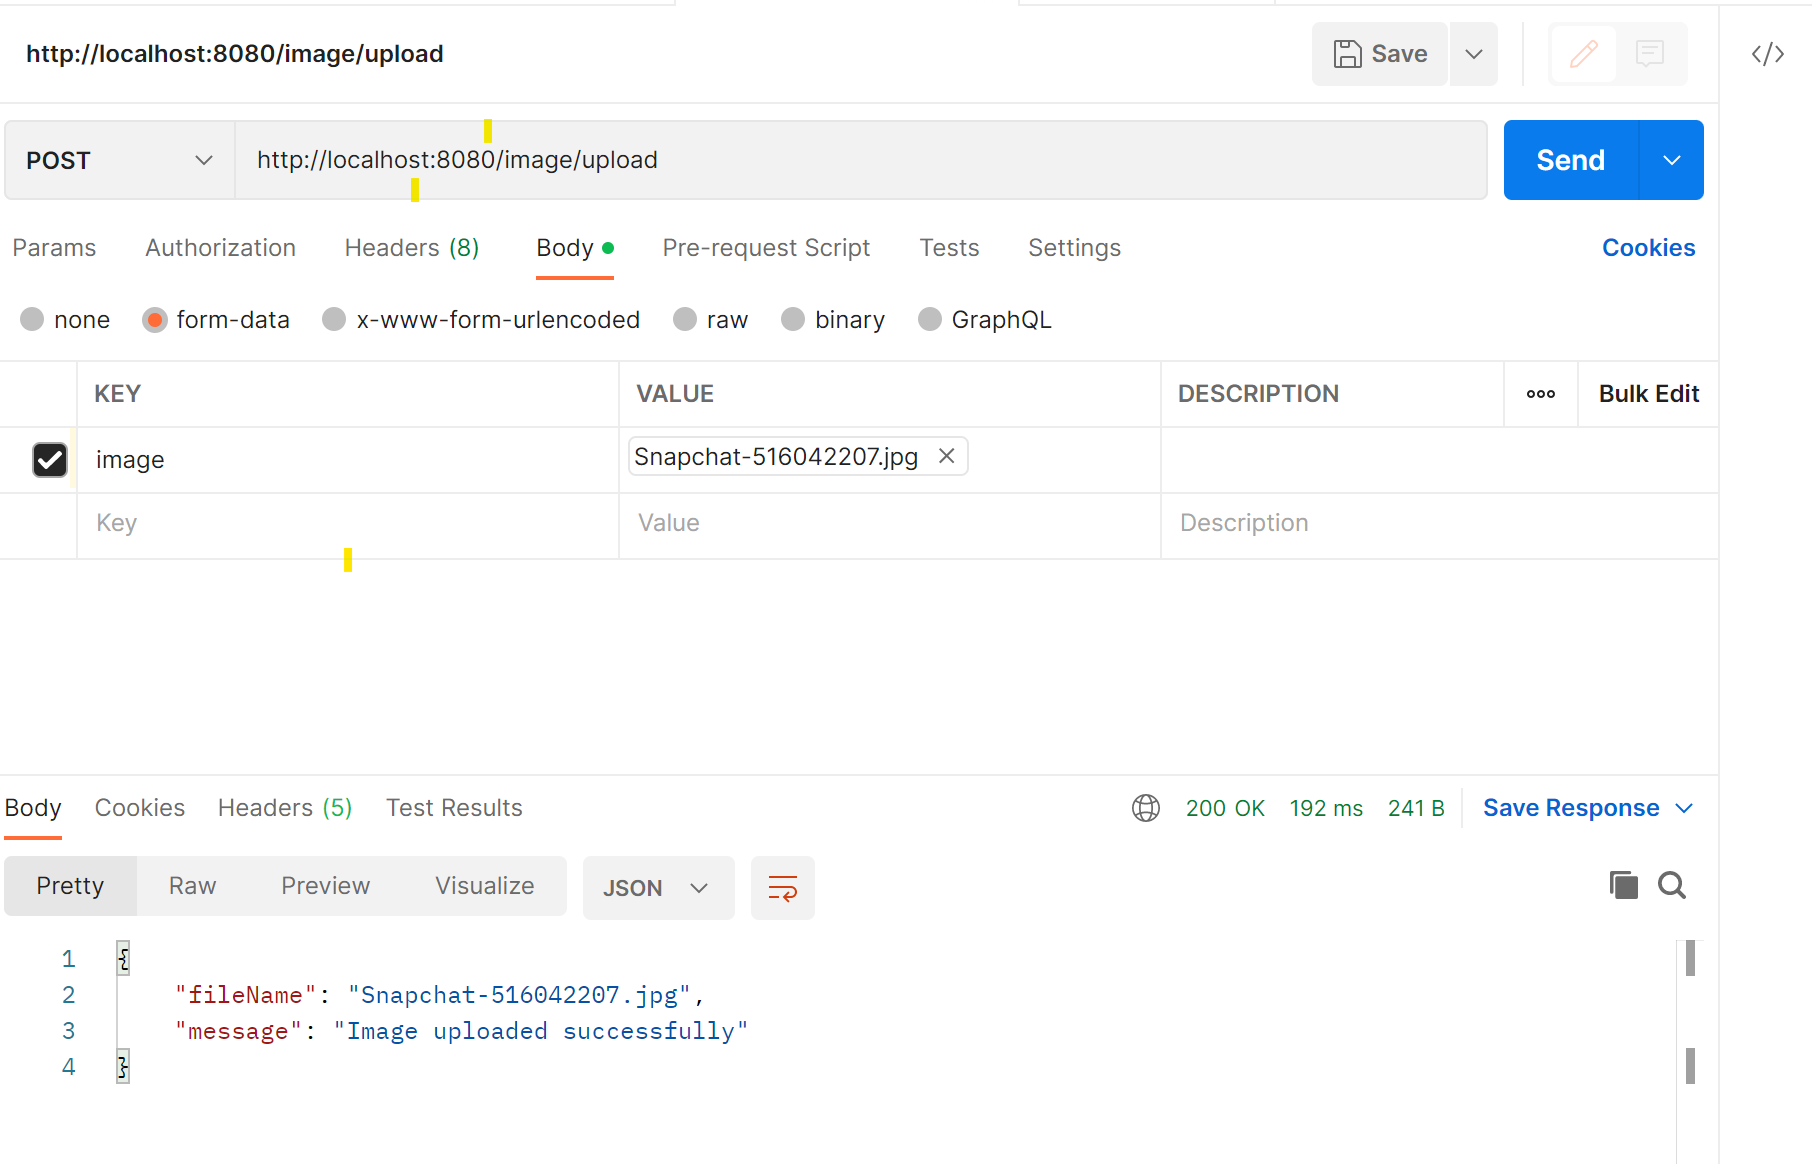 http://localhost:8080/image/upload
Save
POST
http://localhost:8080/image/upload
Send
Params Authorization Headers (8) Body Pre-request Script Tests Settings Cookies
none form-data x-www-form-urlencoded raw binary GraphQL
KEY VALUE DESCRIPTION Bulk Edit
image Snapchat-516042207.jpg
Key Value Description
Body Cookies Headers (5) Test Results 200 OK 192 ms 241 B Save Response
Pretty Raw Preview Visualize JSON
1 {
2 "fileName": "Snapchat-516042207.jpg",
3 "message": "Image uploaded successfully"
4 }